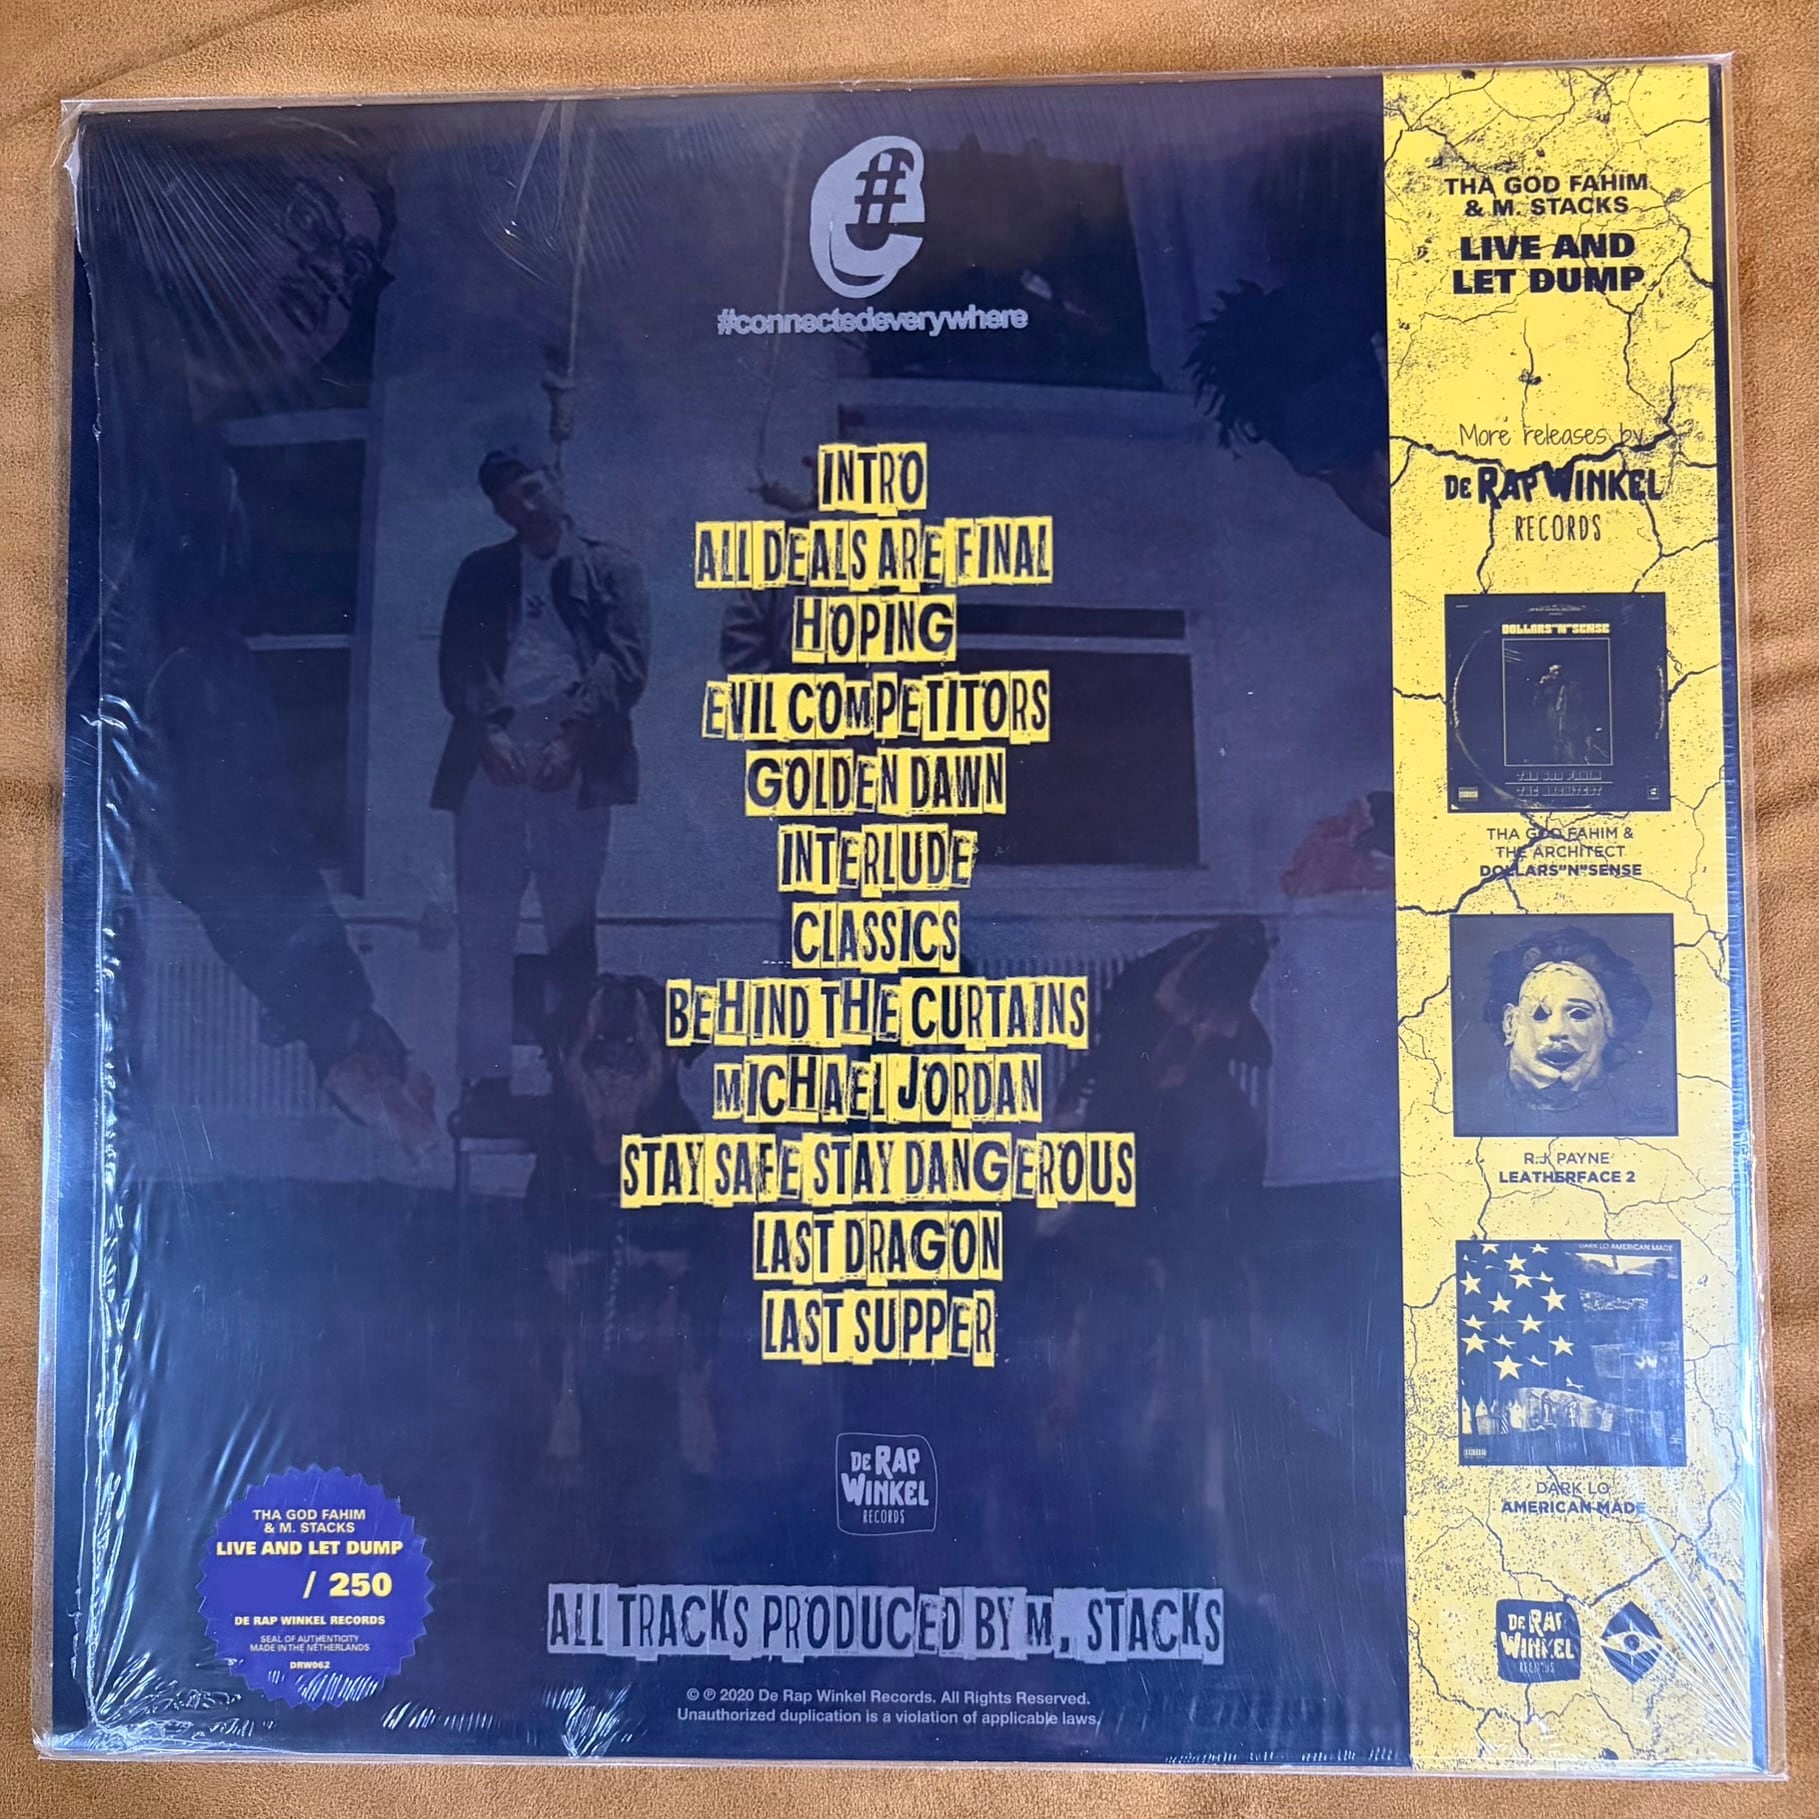 #
#connectedeverywhere
INTRO
ALL DEALS ARE FINAL
HOPING
EVIL COMPETITORS
GOLDEN DAWN
INTERLUDE
CLASSICS
BEHIND THE CURTAINS
MICHAEL JORDAN
STAY SAFE STAY DANGEROUS
LAST DRAGON
LAST SUPPER
DE RAP
WINKEL
RECORDS
ALL TRACKS PRODUCED BY M. STACKS
© ℗ 2020 De Rap Winkel Records. All Rights Reserved.
Unauthorized duplication is a violation of applicable laws.
THA GOD FAHIM
& M. STACKS
LIVE AND LET DUMP
/ 250
DE RAP WINKEL RECORDS
SEAL OF AUTHENTICITY
MADE IN THE NETHERLANDS
DRW062
THA GOD FAHIM
& M. STACKS
LIVE AND
LET DUMP
More releases by
DE RAP WINKEL
RECORDS
DOLLARS"N"SENSE
THA GOD FAHIM
THE ARCHITECT
THA GOD FAHIM &
THE ARCHITECT
DOLLARS"N"SENSE
R.J. PAYNE
LEATHERFACE 2
DARK LO AMERICAN MADE
DARK LO
AMERICAN MADE
DE RAP
WINKEL
RECORDS